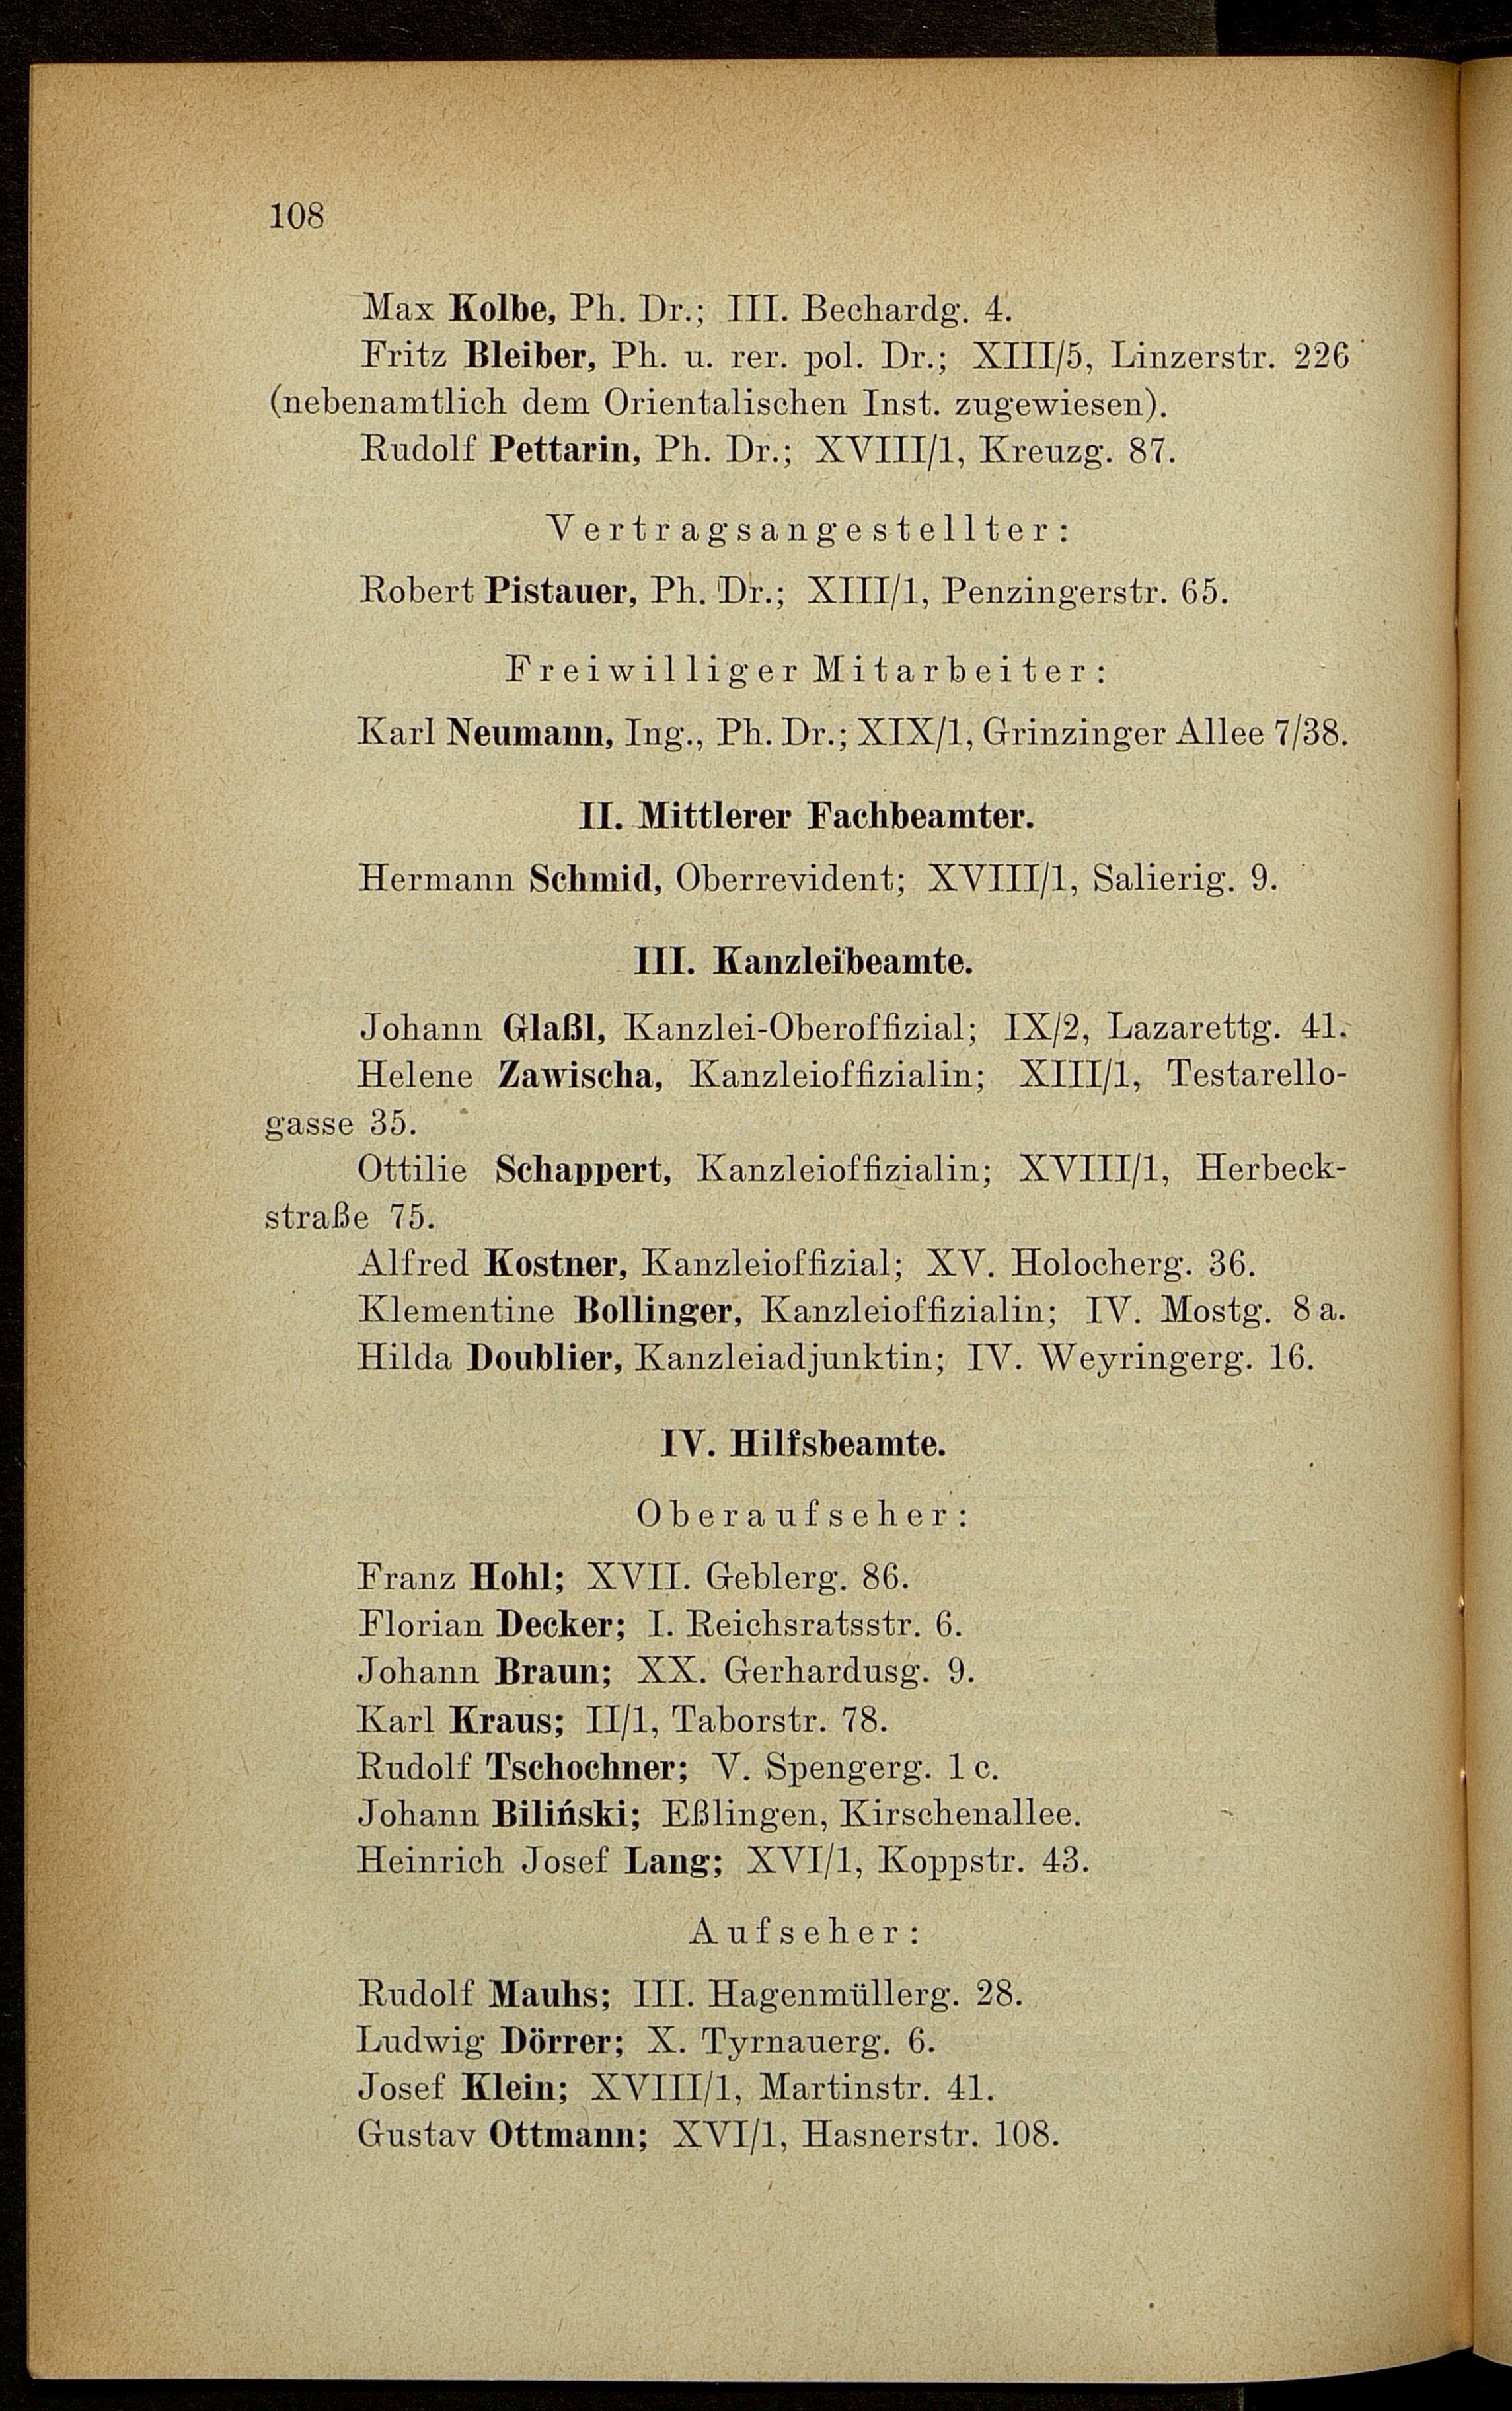 108
Max Kolbe, Ph. Dr.; III. Bechardg. 4.
Fritz Bleiber, Ph. u. rer. pol. Dr.; XIII/5, Linzerstr. 226
(nebenamtlich dem Orientalischen Inst. zugewiesen).
Rudolf Pettarin, Ph. Dr.; XVIII/1, Kreuzg. 87.
Vertragsangestellter:
Robert Pistauer, Ph. Dr.; XIII/1, Penzingerstr. 65.
Freiwilliger Mitarbeiter:
Karl Neumann, Ing., Ph. Dr.; XIX/1, Grinzinger Allee 7/38.
II. Mittlerer Fachbeamter.
Hermann Schmid, Oberrevident; XVIII/1, Salierig. 9.
III. Kanzleibeamte.
Johann Glaßl, Kanzlei-Oberoffizial; IX/2, Lazarettg. 41.
Helene Zawischa, Kanzleioffizialin; XIII/1, Testarello-
gasse 35.
Ottilie Schappert, Kanzleioffizialin; XVIII/1, Herbeck-
straße 75.
Alfred Kostner, Kanzleioffizial; XV. Holocherg. 36.
Klementine Bollinger, Kanzleioffizialin; IV. Mostg. 8 a.
Hilda Doublier, Kanzleiadjunktin; IV. Weyringerg. 16.
IV. Hilfsbeamte.
Oberaufseher:
Franz Hohl; XVII. Geblerg. 86.
Florian Decker; I. Reichsratsstr. 6.
Johann Braun; XX. Gerhardusg. 9.
Karl Kraus; II/1, Taborstr. 78.
Rudolf Tschochner; V. Spengerg. 1 c.
Johann Biliński; Eßlingen, Kirschenallee.
Heinrich Josef Lang; XVI/1, Koppstr. 43.
Aufseher:
Rudolf Mauhs; III. Hagenmüllerg. 28.
Ludwig Dörrer; X. Tyrnauerg. 6.
Josef Klein; XVIII/1, Martinstr. 41.
Gustav Ottmann; XVI/1, Hasnerstr. 108.